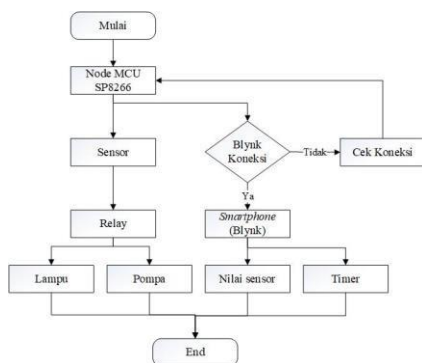 Mulai
Node MCU
SP8266
Sensor
Blynk
Koneksi
Tidak
Cek Koneksi
Ya
Relay
Smartphone
(Blynk)
Lampu
Pompa
Nilai sensor
Timer
End